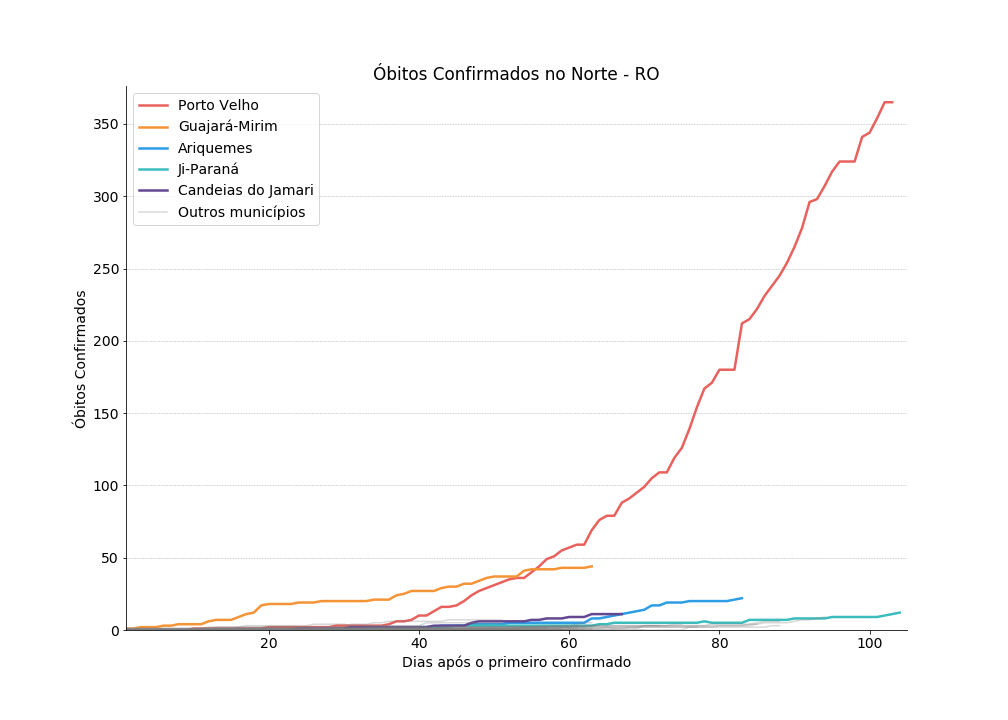 Óbitos Confirmados no Norte - RO
Porto Velho
Guajará-Mirim
Ariquemes
Ji-Paraná
Candeias do Jamari
Outros municípios
Óbitos Confirmados
350
300
250
200
150
100
50
0
20
40
60
80
100
Dias após o primeiro confirmado